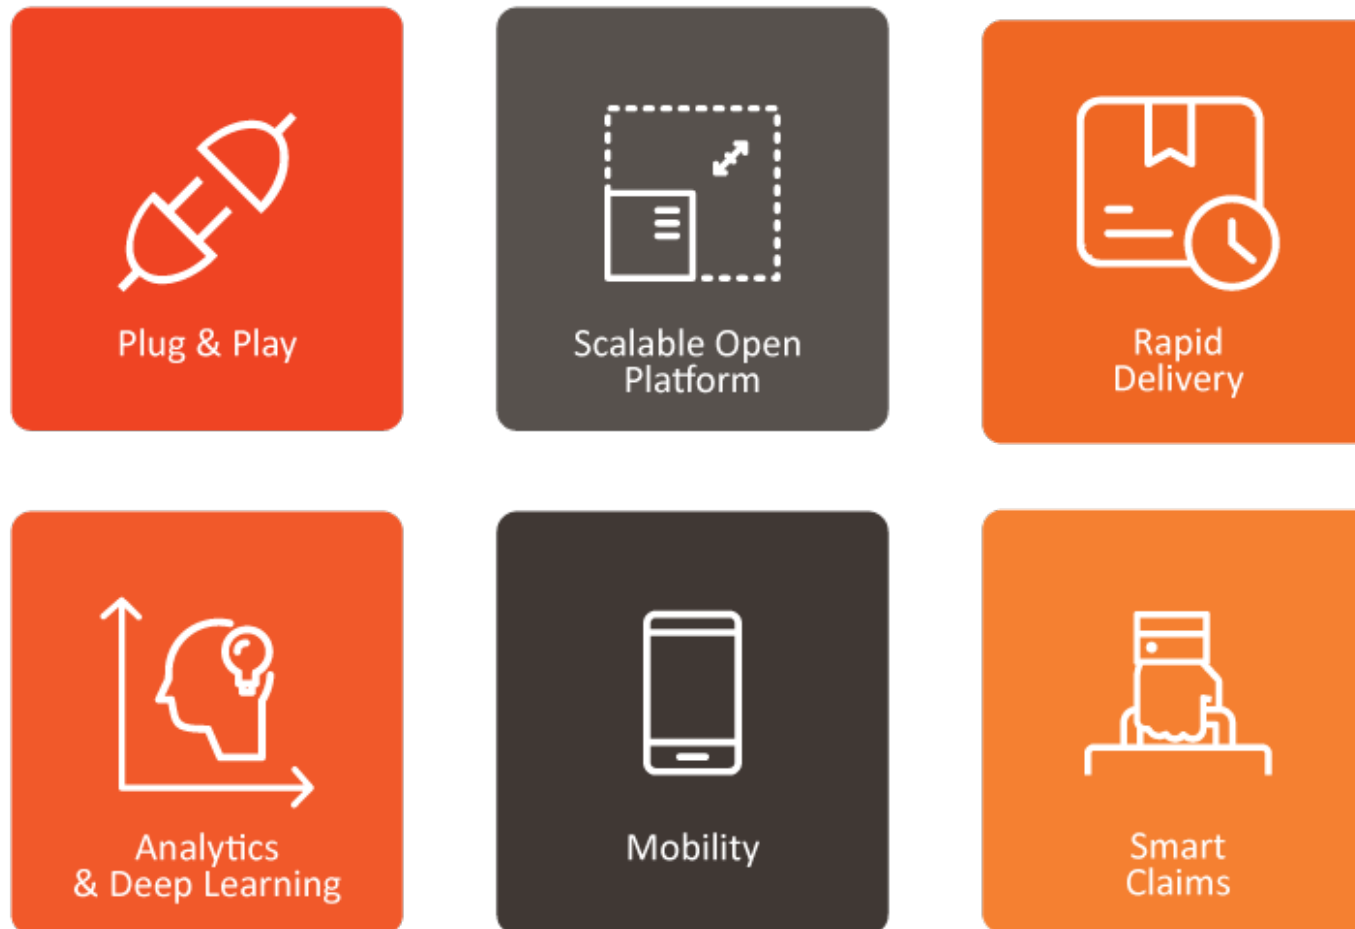 Plug & Play
Scalable Open
Platform
Rapid
Delivery
Analytics
& Deep Learning
Mobility
Smart
Claims